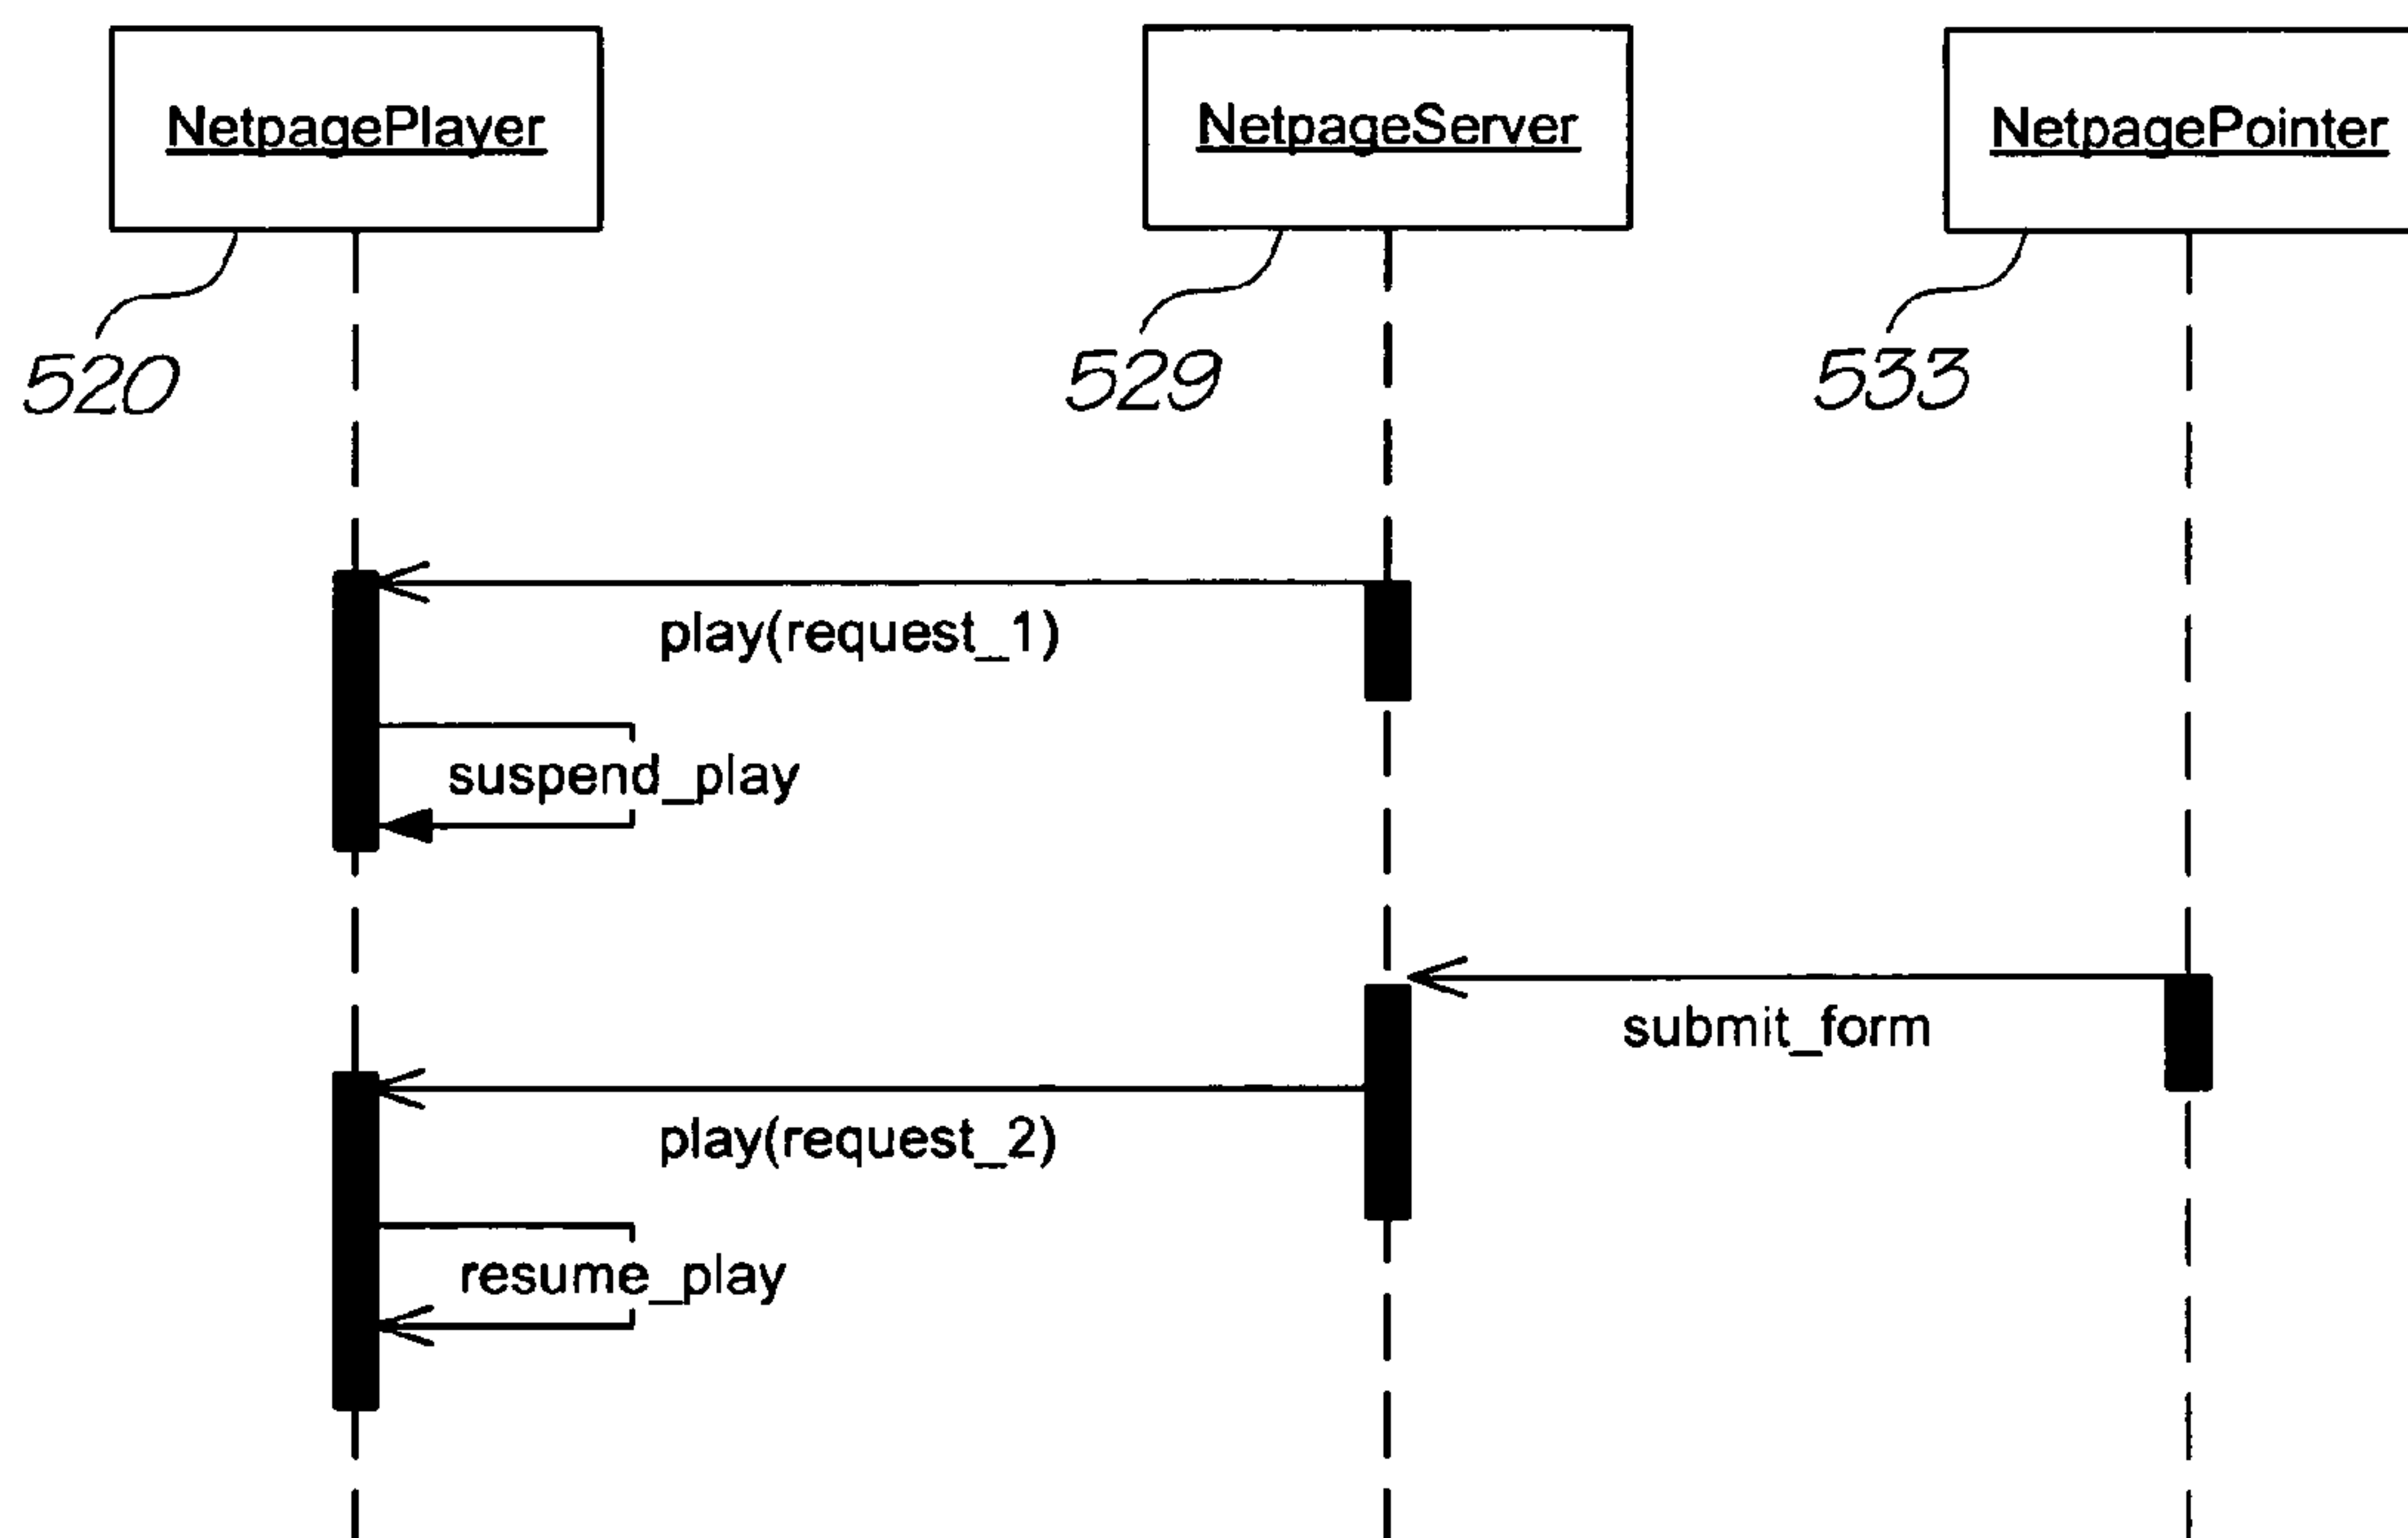 NetpagePlayer
NetpageServer
NetpagePointer
520
529
533
play(request_1)
suspend_play
submit_form
play(request_2)
resume_play